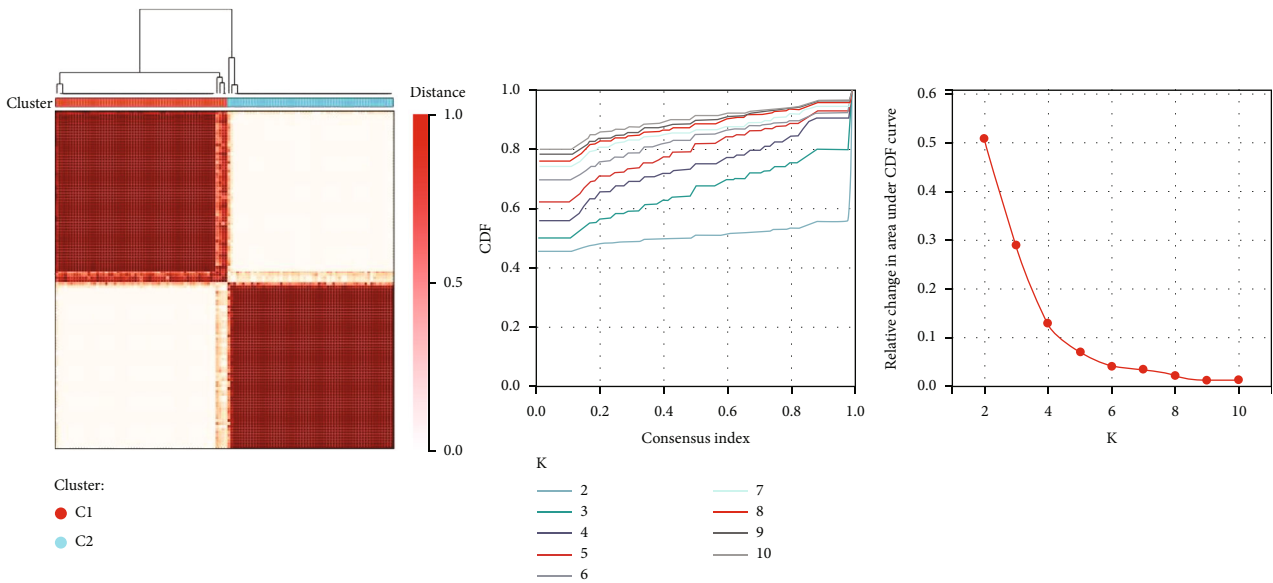 Cluster
Distance
1.0
0.5
0.0
Cluster:
C1
C2
CDF
1.0
0.8
0.6
0.4
0.2
0.0
0.0 0.2 0.4 0.6 0.8 1.0
Consensus index
K
2
3
4
5
6
7
8
9
10
Relative change in area under CDF curve
0.6
0.5
0.4
0.3
0.2
0.1
0.0
2 4 6 8 10
K